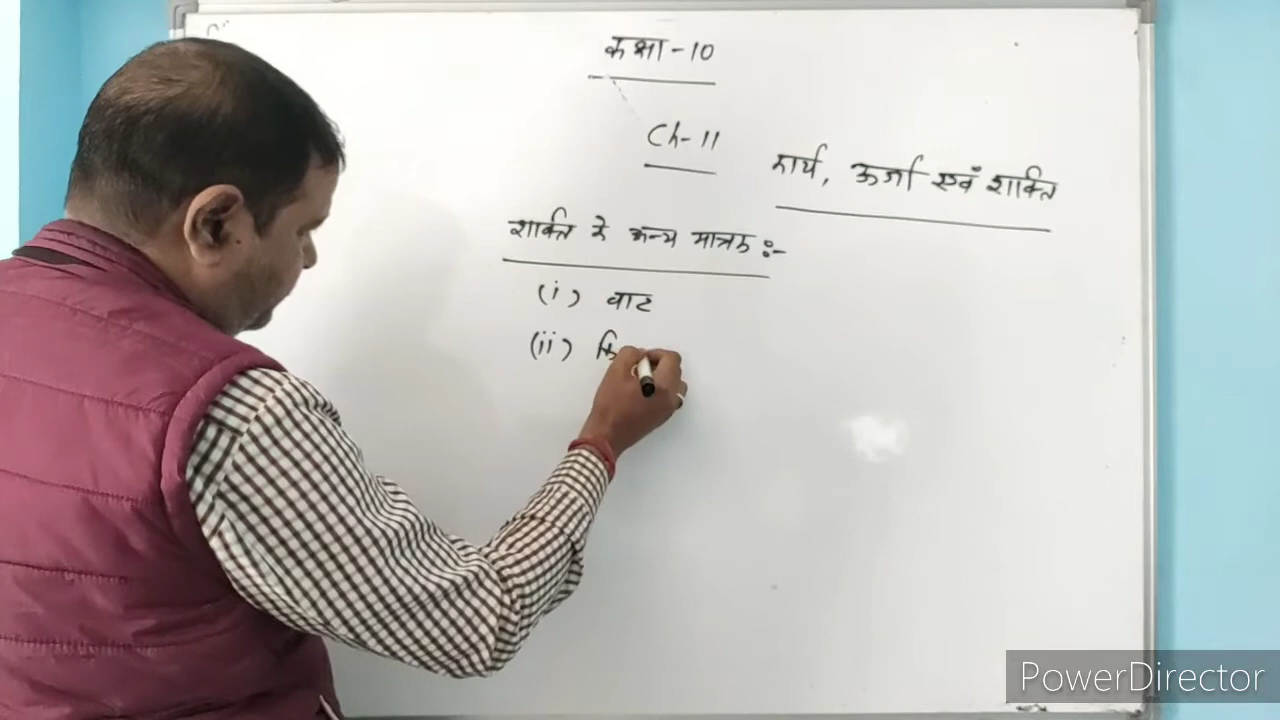 कक्षा-10
Ch-11
कार्य, ऊर्जा एवं शक्ति
शक्ति के अन्य मात्रक :-
(i) वाट
(ii) कि
PowerDirector